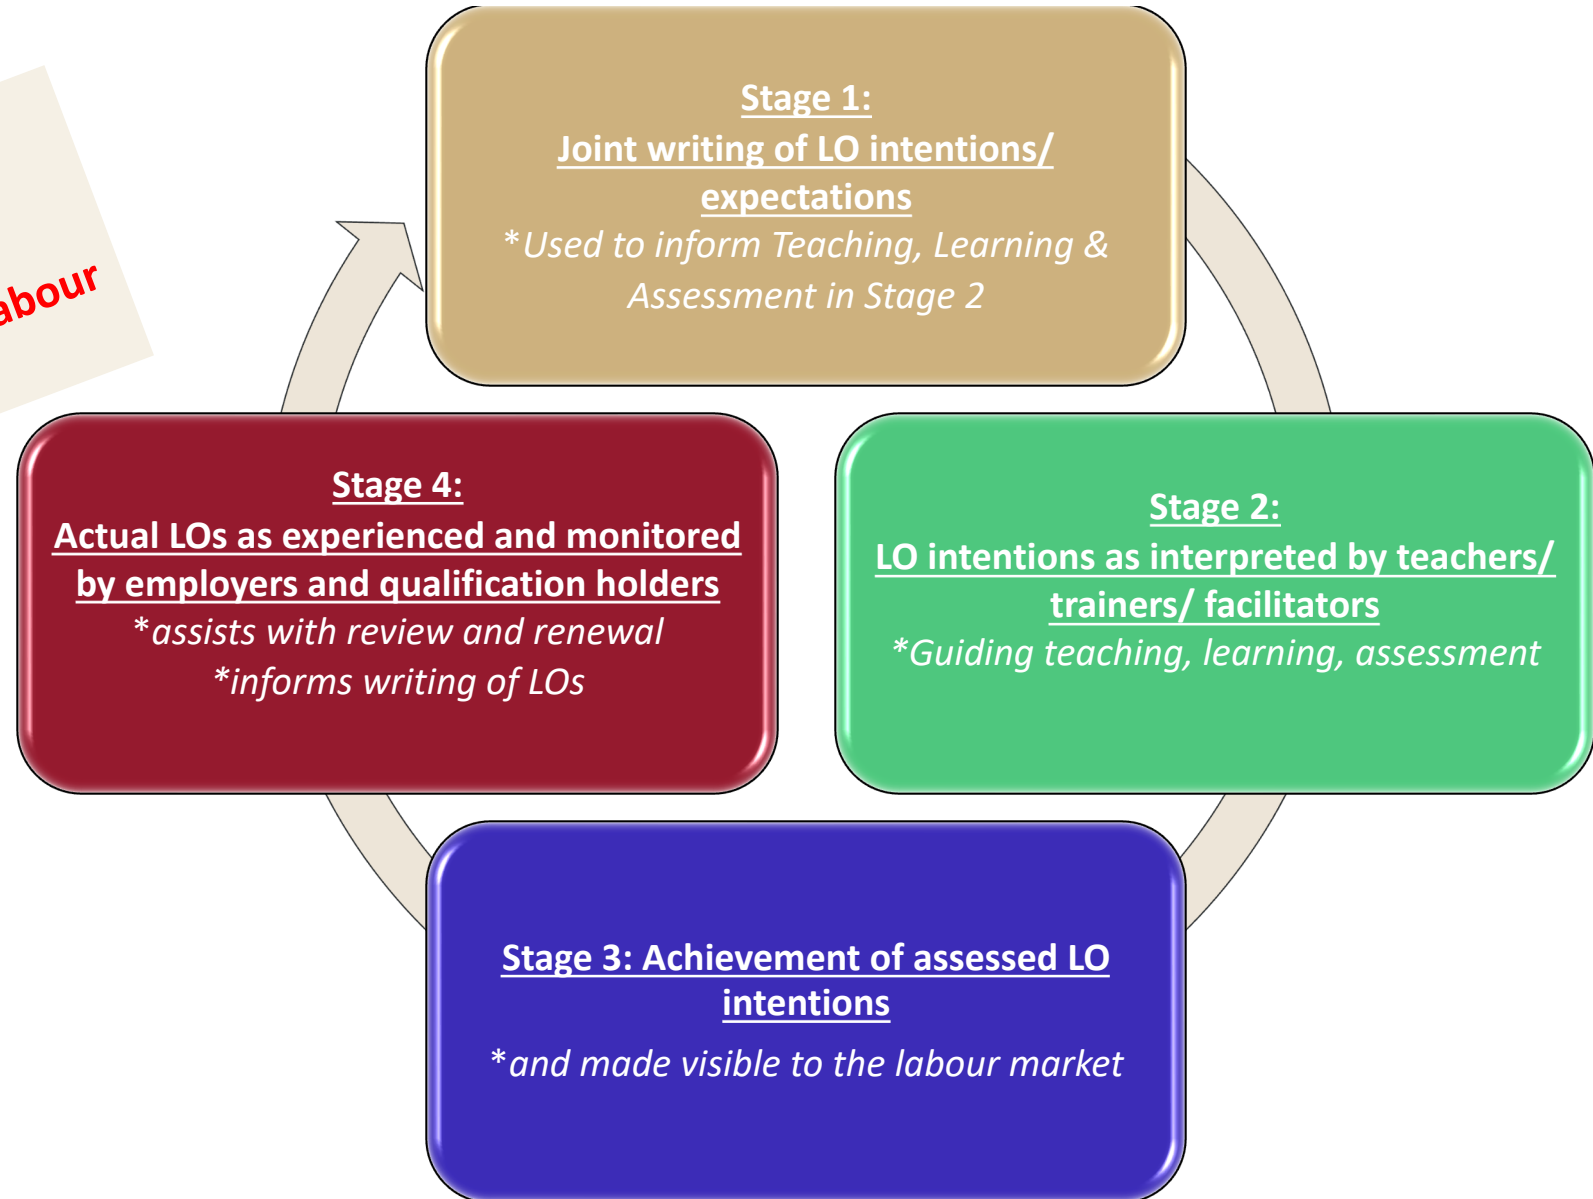 Stage 1:
Joint writing of LO intentions/
expectations
*Used to inform Teaching, Learning &
Assessment in Stage 2
Stage 4:
Actual LOs as experienced and monitored
by employers and qualification holders
*assists with review and renewal
*informs writing of LOs
Stage 2:
LO intentions as interpreted by teachers/
trainers/ facilitators
*Guiding teaching, learning, assessment
Stage 3: Achievement of assessed LO
intentions
*and made visible to the labour market